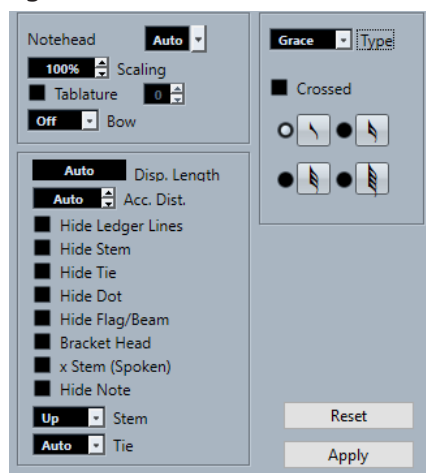 Notehead Auto
100% Scaling
Tablature 0
Off Bow
Auto Disp. Length
Auto Acc. Dist.
Hide Ledger Lines
Hide Stem
Hide Tie
Hide Dot
Hide Flag/Beam
Bracket Head
x Stem (Spoken)
Hide Note
Up Stem
Auto Tie
Grace Type
Crossed
Reset
Apply